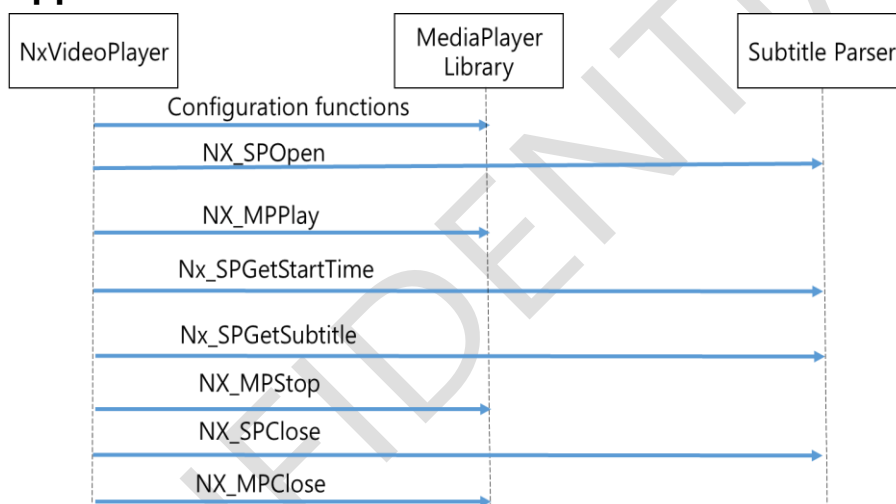 NxVideoPlayer
MediaPlayer
Library
Subtitle Parser
Configuration functions
NX_SPOpen
NX_MPPlay
Nx_SPGetStartTime
Nx_SPGetSubtitle
NX_MPStop
NX_SPClose
NX_MPClose